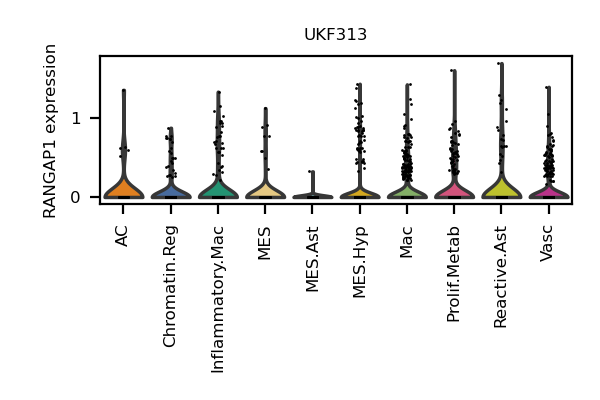 UKF313
RANGAP1 expression
1
0
AC
Chromatin.Reg
Inflammatory.Mac
MES
MES.Ast
MES.Hyp
Mac
Prolif.Metab
Reactive.Ast
Vasc